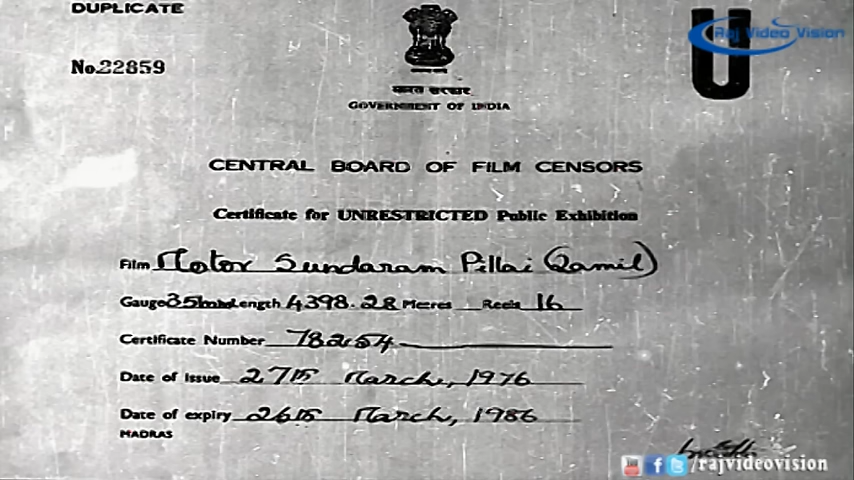 DUPLICATE
U
Raj Video Vision
No.22859
भारत सरकार
GOVERNMENT OF INDIA
CENTRAL BOARD OF FILM CENSORS
Certificate for UNRESTRICTED Public Exhibition
Film Motor Sundaram Pillai (Tamil)
Gauge 35mm Length 4398.28 Metres Reels 16
Certificate Number 78254
Date of Issue 27th March, 1976
Date of expiry 26th March, 1986
MADRAS
/rajvideovision